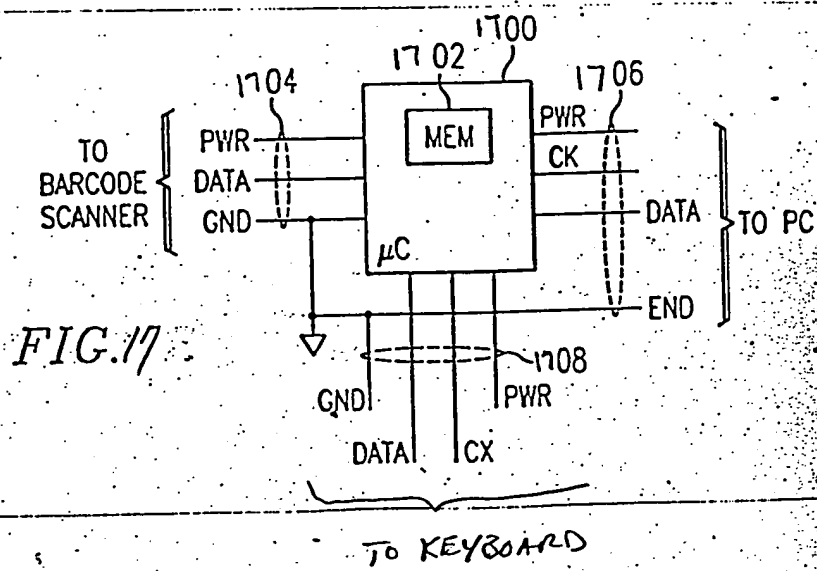 1700
1702
1704
1706
MEM
PWR
CK
DATA
END
TO PC
TO
BARCODE
SCANNER
PWR
DATA
GND
μC
FIG.17
1708
GND
PWR
DATA
CX
TO KEYBOARD